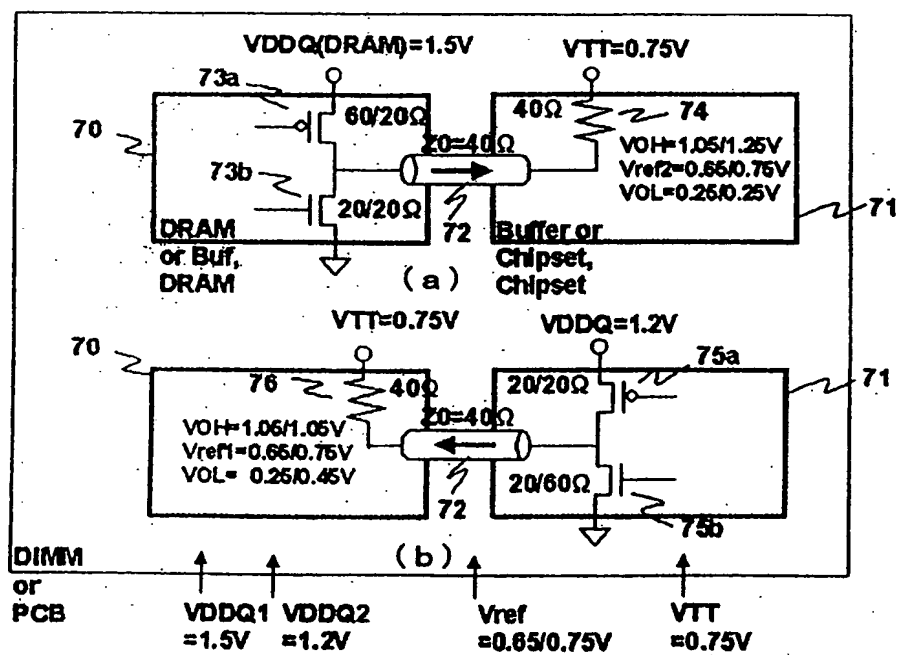 VDDQ(DRAM)=1.5V
VTT=0.75V
73a
60/20Ω
40Ω
74
70
Z0=40Ω
VOH=1.05/1.25V
Vref2=0.65/0.75V
VOL=0.25/0.25V
73b
20/20Ω
72
71
DRAM
or Buf,
DRAM
Buffer or
Chipset,
Chipset
(a)
VTT=0.75V
VDDQ=1.2V
70
75a
76
40Ω
20/20Ω
71
Z0=40Ω
VOH=1.05/1.05V
Vref1=0.65/0.75V
VOL= 0.25/0.45V
20/60Ω
72
75b
(b)
DIMM
or
PCB
VDDQ1
=1.5V
VDDQ2
=1.2V
Vref
=0.65/0.75V
VTT
=0.75V